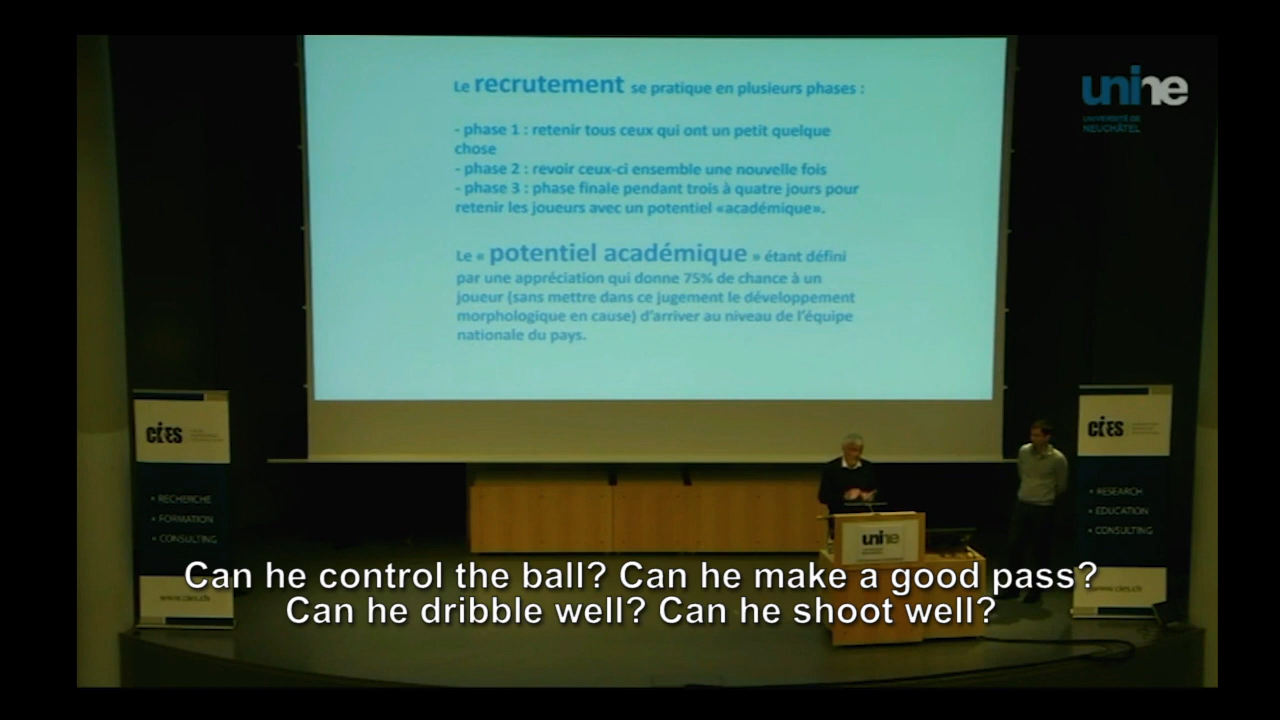 Le recrutement se pratique en plusieurs phases :
- phase 1 : retenir tous ceux qui ont un petit quelque
chose
- phase 2 : revoir ceux-ci ensemble une nouvelle fois
- phase 3 : phase finale pendant trois à quatre jours pour
retenir les joueurs avec un potentiel «académique».
Le « potentiel académique » étant défini
par une appréciation qui donne 75% de chance à un
joueur (sans mettre dans ce jugement le développement
morphologique en cause) d'arriver au niveau de l'équipe
nationale du pays.
unine
UNIVERSITÉ DE
NEUCHÂTEL
CIES
• RECHERCHE
• FORMATION
• CONSULTING
www.cies.ch
CIES
• RESEARCH
• EDUCATION
• CONSULTING
www.cies.ch
unine
Can he control the ball? Can he make a good pass?
Can he dribble well? Can he shoot well?